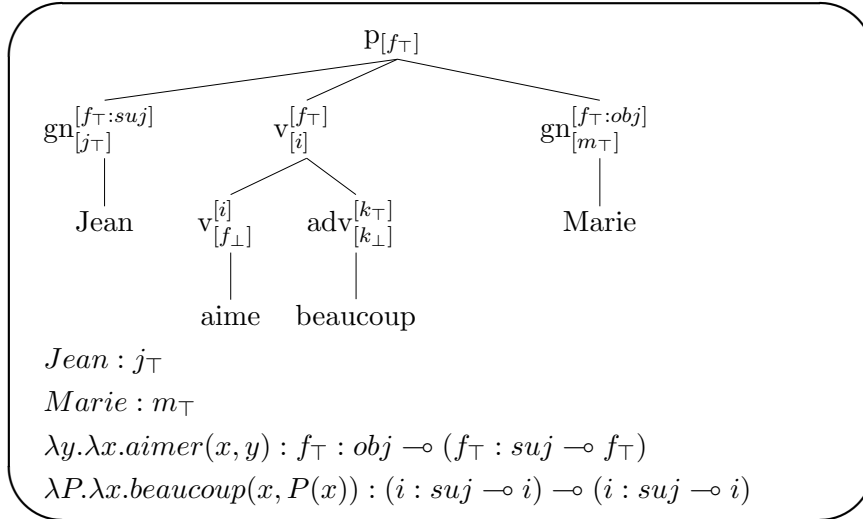 p[f⊤]
gn[j⊤][f⊤:suj] v[i][f⊤] gn[m⊤][f⊤:obj]
Jean v[f⊥][i] adv[k⊥][k⊤] Marie
aime beaucoup
Jean : j⊤
Marie : m⊤
λy.λx.aimer(x, y) : f⊤ : obj ⊸ (f⊤ : suj ⊸ f⊤)
λP.λx.beaucoup(x, P(x)) : (i : suj ⊸ i) ⊸ (i : suj ⊸ i)